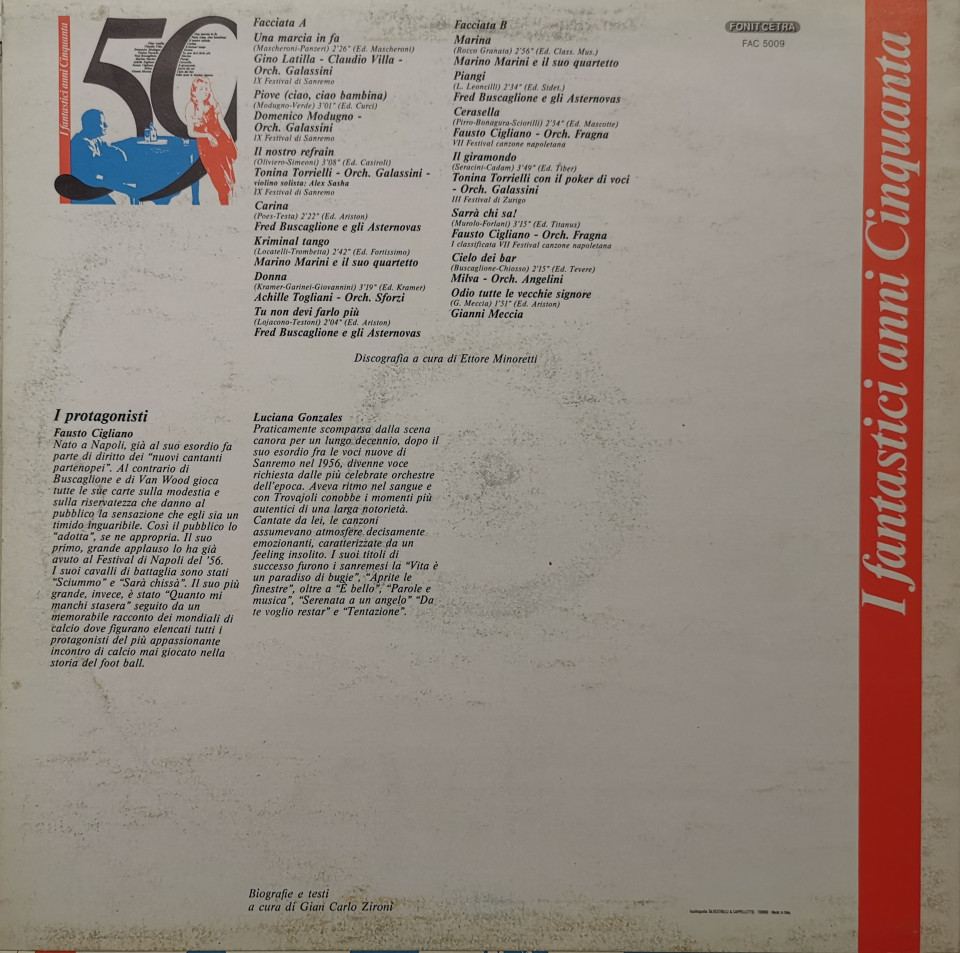 I fantastici anni Cinquanta
59
Facciata A
Una marcia in fa
(Mascheroni-Panzeri) 2'26" (Ed. Mascheroni)
Gino Latilla - Claudio Villa -
Orch. Galassini
IX Festival di Sanremo
Piove (ciao, ciao bambina)
(Modugno-Verde) 3'01" (Ed. Curci)
Domenico Modugno -
Orch. Galassini
IX Festival di Sanremo
Il nostro refrain
(Oliviero-Simeoni) 3'08" (Ed. Casiroli)
Tonina Torrielli - Orch. Galassini -
violino solista: Alex Sasha
IX Festival di Sanremo
Carina
(Poes-Testa) 2'22" (Ed. Ariston)
Fred Buscaglione e gli Asternovas
Kriminal tango
(Locatelli-Trombetta) 2'42" (Ed. Fortissimo)
Marino Marini e il suo quartetto
Donna
(Kramer-Garinei-Giovannini) 3'19" (Ed. Kramer)
Achille Togliani - Orch. Sforzi
Tu non devi farlo più
(Lojacono-Testoni) 2'04" (Ed. Ariston)
Fred Buscaglione e gli Asternovas
Facciata B
Marina
(Rocco Granata) 2'56" (Ed. Class. Mus.)
Marino Marini e il suo quartetto
Piangi
(L. Leoncilli) 2'34" (Ed. Sidet.)
Fred Buscaglione e gli Asternovas
Cerasella
(Pirro-Bonagura-Sciorilli) 2'54" (Ed. Mascotte)
Fausto Cigliano - Orch. Fragna
VII Festival canzone napoletana
Il giramondo
(Seracini-Cadam) 3'49" (Ed. Tiber)
Tonina Torrielli con il poker di voci
- Orch. Galassini
III Festival di Zurigo
Sarrà chi sa!
(Murolo-Forlani) 3'15" (Ed. Titanus)
Fausto Cigliano - Orch. Fragna
I classificata VII Festival canzone napoletana
Cielo dei bar
(Buscaglione-Chiosso) 2'15" (Ed. Tevere)
Milva - Orch. Angelini
Odio tutte le vecchie signore
(G. Meccia) 1'51" (Ed. Ariston)
Gianni Meccia
FONIT CETRA
FAC 5009
Discografia a cura di Ettore Minoretti
I protagonisti
Fausto Cigliano
Nato a Napoli, già al suo esordio fa
parte di diritto dei "nuovi cantanti
partenopei". Al contrario di
Buscaglione e di Van Wood gioca
tutte le sue carte sulla modestia e
sulla riservatezza che danno al
pubblico la sensazione che egli sia un
timido inguaribile. Così il pubblico lo
"adotta", se ne appropria. Il suo
primo, grande applauso lo ha già
avuto al Festival di Napoli del '56.
I suoi cavalli di battaglia sono stati
"Sciummo" e "Sarà chissà". Il suo più
grande, invece, è stato "Quanto mi
manchi stasera" seguito da un
memorabile racconto dei mondiali di
calcio dove figurano elencati tutti i
protagonisti del più appassionante
incontro di calcio mai giocato nella
storia del foot ball.
Luciana Gonzales
Praticamente scomparsa dalla scena
canora per un lungo decennio, dopo il
suo esordio fra le voci nuove di
Sanremo nel 1956, divenne voce
richiesta dalle più celebrate orchestre
dell'epoca. Aveva ritmo nel sangue e
con Trovajoli conobbe i momenti più
autentici di una larga notorietà.
Cantate da lei, le canzoni
assumevano atmosfere decisamente
emozionanti, caratterizzate da un
feeling insolito. I suoi titoli di
successo furono i sanremesi la "Vita è
un paradiso di bugie", "Aprite le
finestre", oltre a "È bello", "Parole e
musica", "Serenata a un angelo" "Da
te voglio restar" e "Tentazione".
Biografie e testi
a cura di Gian Carlo Zironi
I fantastici anni Cinquanta